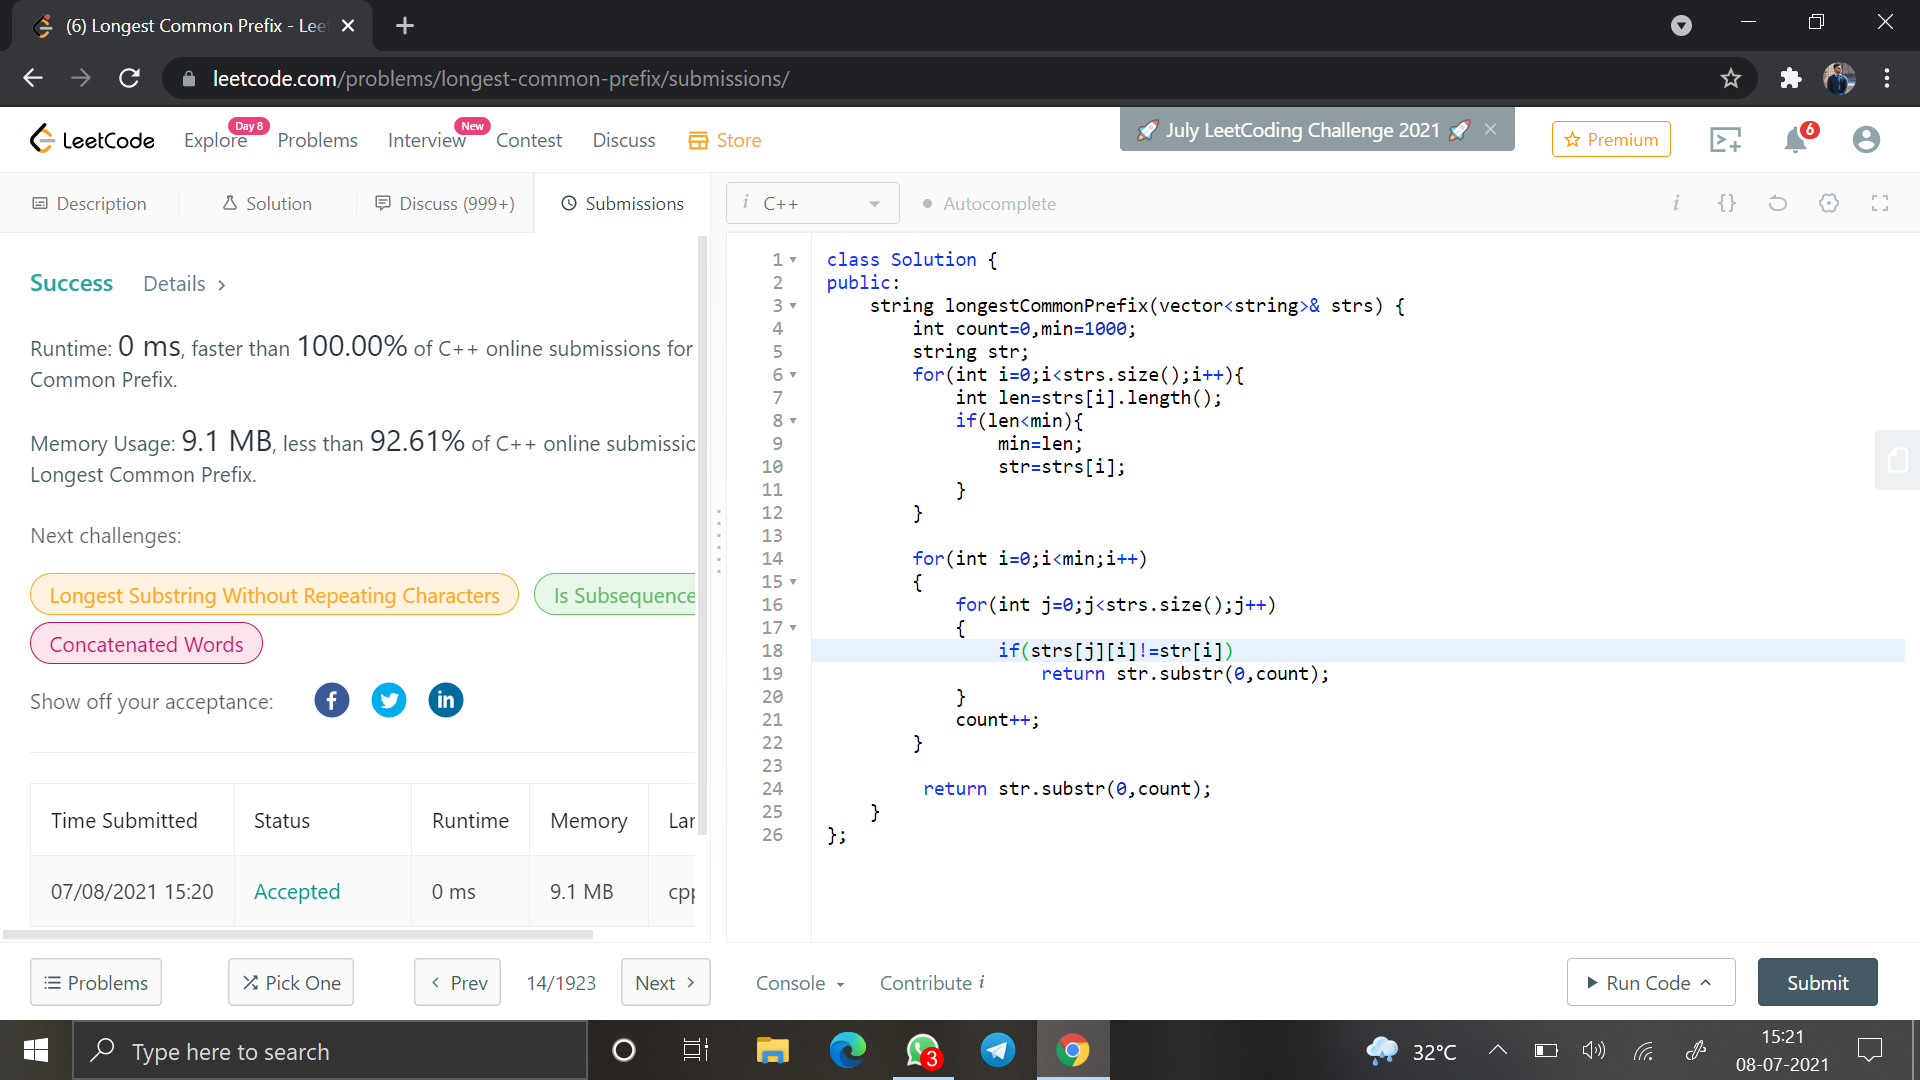 (6) Longest Common Prefix - Lee
leetcode.com/problems/longest-common-prefix/submissions/
LeetCode
Explore
Day 8
Problems
Interview
New
Contest
Discuss
Store
🚀 July LeetCoding Challenge 2021 🚀
Premium
6
Description
Solution
Discuss (999+)
Submissions
i C++
Autocomplete
Success
Details
Runtime: 0 ms, faster than 100.00% of C++ online submissions for
Common Prefix.
Memory Usage: 9.1 MB, less than 92.61% of C++ online submissio
Longest Common Prefix.
Next challenges:
Longest Substring Without Repeating Characters
Is Subsequence
Concatenated Words
Show off your acceptance:
Time Submitted Status Runtime Memory Lan
07/08/2021 15:20 Accepted 0 ms 9.1 MB cpp
1 class Solution {
2 public:
3     string longestCommonPrefix(vector<string>& strs) {
4         int count=0,min=1000;
5         string str;
6         for(int i=0;i<strs.size();i++){
7             int len=strs[i].length();
8             if(len<min){
9                 min=len;
10                 str=strs[i];
11             }
12         }
13
14         for(int i=0;i<min;i++)
15         {
16             for(int j=0;j<strs.size();j++)
17             {
18                 if(strs[j][i]!=str[i])
19                     return str.substr(0,count);
20             }
21             count++;
22         }
23
24          return str.substr(0,count);
25     }
26 };
Problems
Pick One
Prev
14/1923
Next
Console
Contribute i
Run Code
Submit
Type here to search
3
32°C
15:21
08-07-2021